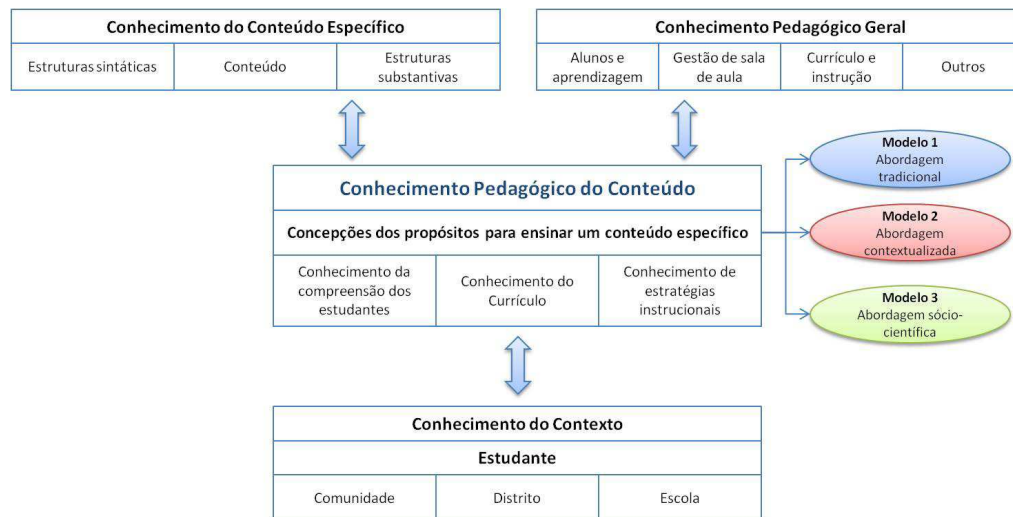 Conhecimento do Conteúdo Específico
Estruturas sintáticas
Conteúdo
Estruturas
substantivas
Conhecimento Pedagógico Geral
Alunos e
aprendizagem
Gestão de sala
de aula
Currículo e
instrução
Outros
Conhecimento Pedagógico do Conteúdo
Concepções dos propósitos para ensinar um conteúdo específico
Conhecimento da
compreensão dos
estudantes
Conhecimento do
Currículo
Conhecimento de
estratégias
instrucionais
Modelo 1
Abordagem
tradicional
Modelo 2
Abordagem
contextualizada
Modelo 3
Abordagem sócio-
científica
Conhecimento do Contexto
Estudante
Comunidade
Distrito
Escola